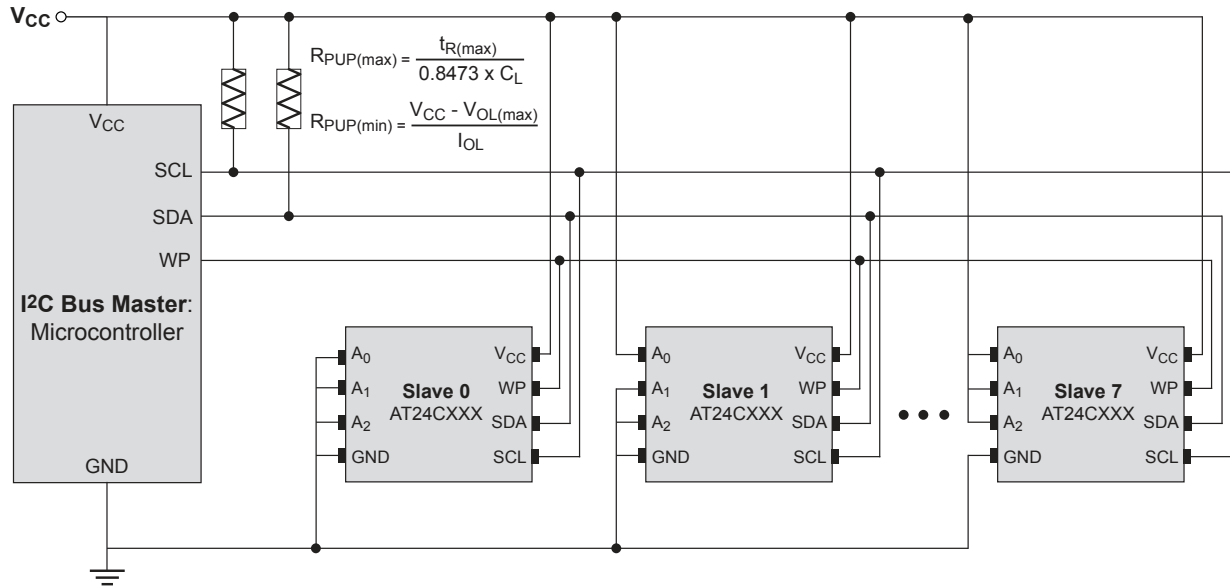 VCC
RPUP(max) = tR(max) / 0.8473 x CL
RPUP(min) = VCC - VOL(max) / IOL
VCC
SCL
SDA
WP
I²C Bus Master:
Microcontroller
GND
A0
A1
A2
GND
Slave 0
AT24CXXX
VCC
WP
SDA
SCL
A0
A1
A2
GND
Slave 1
AT24CXXX
VCC
WP
SDA
SCL
A0
A1
A2
GND
Slave 7
AT24CXXX
VCC
WP
SDA
SCL